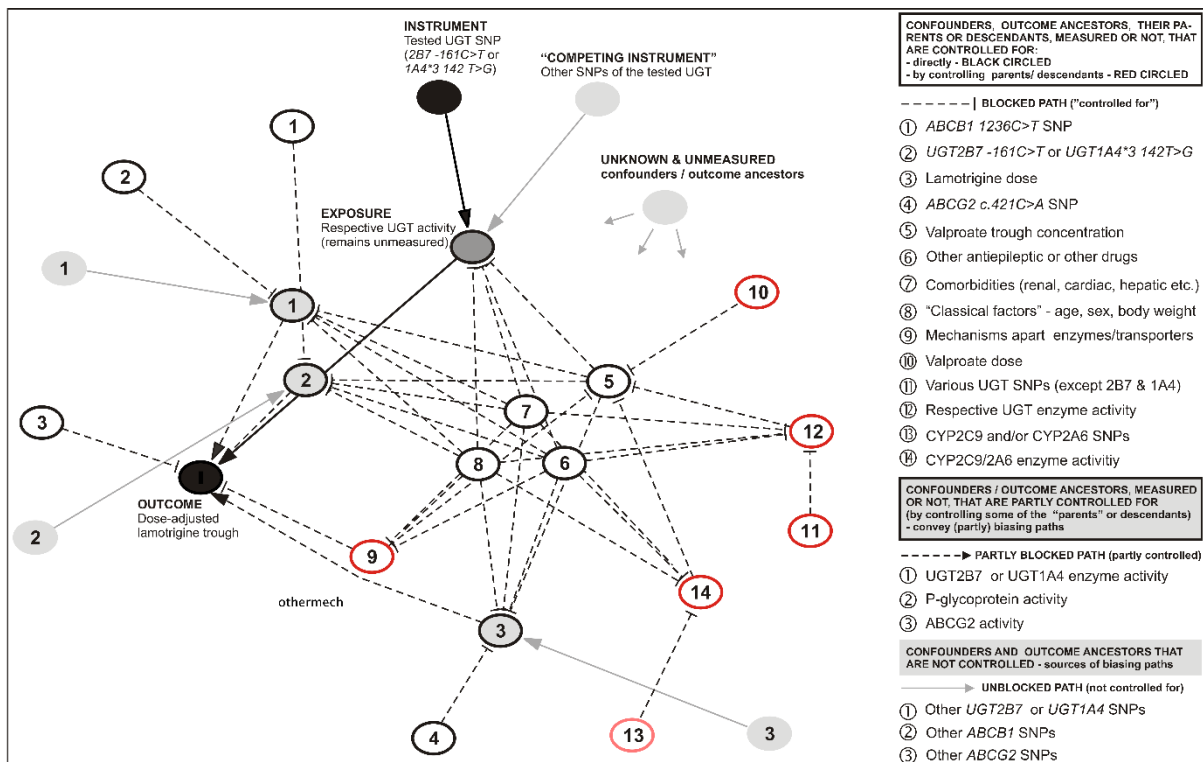 INSTRUMENT
Tested UGT SNP
(2B7 -161C>T or
1A4*3 142 T>G)
“COMPETING INSTRUMENT”
Other SNPs of the tested UGT
1
2
UNKNOWN & UNMEASURED
confounders / outcome ancestors
EXPOSURE
Respective UGT activity
(remains unmeasured)
1
1
10
2
5
3
7
12
8
6
OUTCOME
Dose-adjusted
lamotrigine trough
2
11
9
14
othermech
3
4
13
3
CONFOUNDERS, OUTCOME ANCESTORS, THEIR PA-
RENTS OR DESCENDANTS, MEASURED OR NOT, THAT
ARE CONTROLLED FOR:
- directly - BLACK CIRCLED
- by controlling parents/ descendants - RED CIRCLED
BLOCKED PATH (”controlled for”)
① ABCB1 1236C>T SNP
② UGT2B7 -161C>T or UGT1A4*3 142T>G
③ Lamotrigine dose
④ ABCG2 c.421C>A SNP
⑤ Valproate trough concentration
⑥ Other antiepileptic or other drugs
⑦ Comorbidities (renal, cardiac, hepatic etc.)
⑧ “Classical factors” - age, sex, body weight
⑨ Mechanisms apart enzymes/transporters
⑩ Valproate dose
⑪ Various UGT SNPs (except 2B7 & 1A4)
⑫ Respective UGT enzyme activity
⑬ CYP2C9 and/or CYP2A6 SNPs
⑭ CYP2C9/2A6 enzyme activitiy
CONFOUNDERS / OUTCOME ANCESTORS, MEASURED
OR NOT, THAT ARE PARTLY CONTROLLED FOR
(by controlling some of the “parents” or descendants)
- convey (partly) biasing paths
PARTLY BLOCKED PATH (partly controlled)
① UGT2B7 or UGT1A4 enzyme activity
② P-glycoprotein activity
③ ABCG2 activity
CONFOUNDERS AND OUTCOME ANCESTORS THAT
ARE NOT CONTROLLED - sources of biasing paths
UNBLOCKED PATH (not controlled for)
① Other UGT2B7 or UGT1A4 SNPs
② Other ABCB1 SNPs
③ Other ABCG2 SNPs